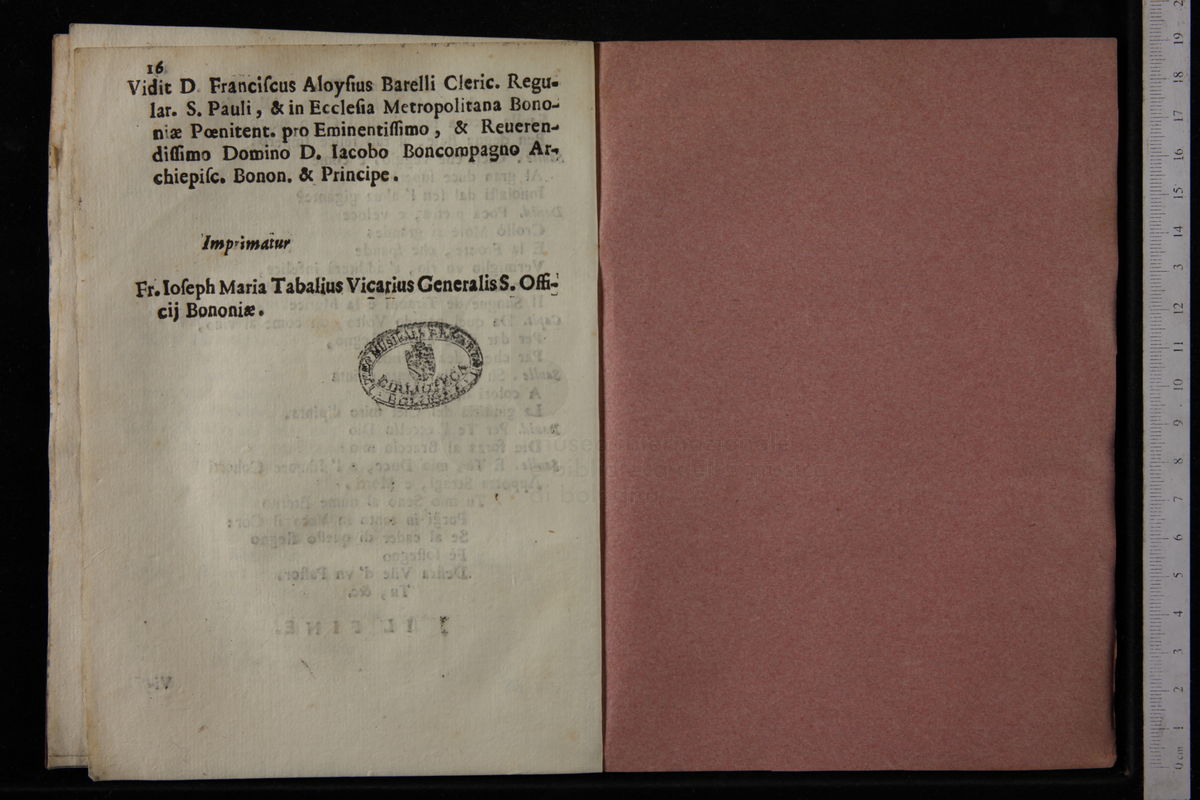 16
Vidit D. Franciſcus Aloyſius Barelli Cleric. Regu-
lar. S. Pauli, & in Eccleſia Metropolitana Bono-
niæ Pœnitent. pro Eminentiſſimo, & Reueren-
diſſimo Domino D. Iacobo Boncompagno Ar-
chiepiſc. Bonon. & Principe.
Imprimatur
Fr. Ioſeph Maria Tabalius Vicarius Generalis S. Offi-
cij Bononiæ.
BIBLIOTECA